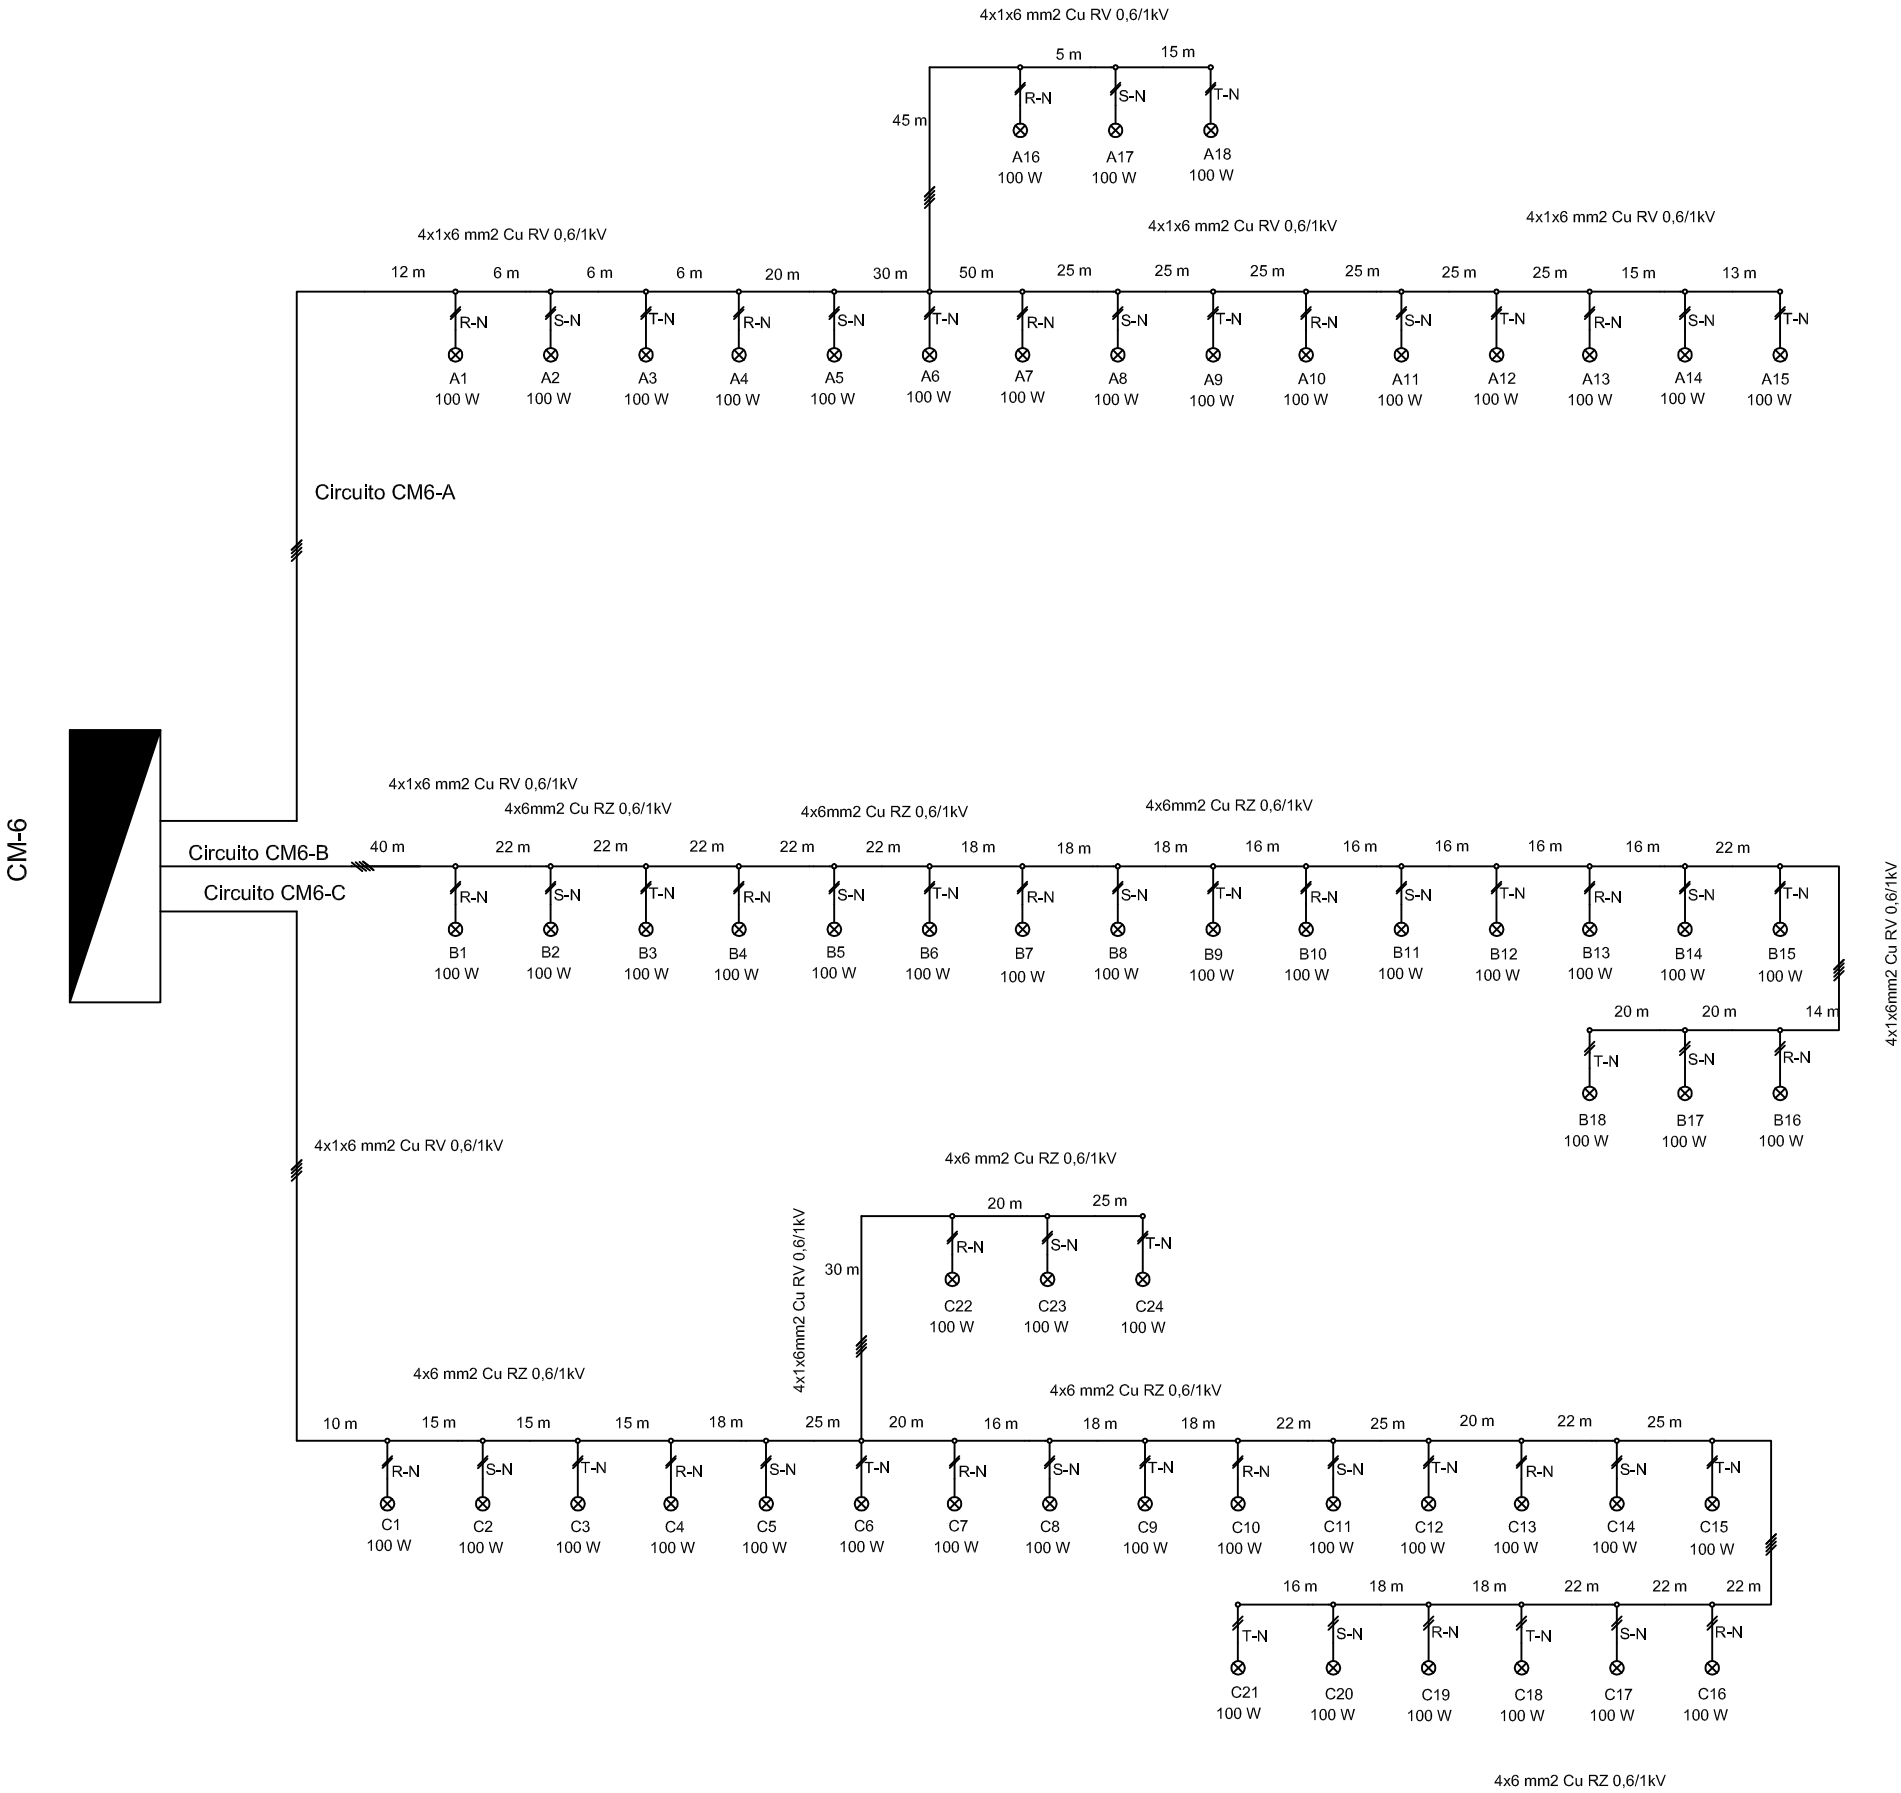 4x1x6 mm2 Cu RV 0,6/1kV
5 m 15 m
45 m
R-N S-N T-N
A16 A17 A18
100 W 100 W 100 W
4x1x6 mm2 Cu RV 0,6/1kV 4x1x6 mm2 Cu RV 0,6/1kV 4x1x6 mm2 Cu RV 0,6/1kV
12 m 6 m 6 m 6 m 20 m 30 m 50 m 25 m 25 m 25 m 25 m 25 m 25 m 15 m 13 m
R-N S-N T-N R-N S-N T-N R-N S-N T-N R-N S-N T-N R-N S-N T-N
A1 A2 A3 A4 A5 A6 A7 A8 A9 A10 A11 A12 A13 A14 A15
100 W 100 W 100 W 100 W 100 W 100 W 100 W 100 W 100 W 100 W 100 W 100 W 100 W 100 W 100 W
Circuito CM6-A
CM-6
4x1x6 mm2 Cu RV 0,6/1kV
4x6mm2 Cu RZ 0,6/1kV 4x6mm2 Cu RZ 0,6/1kV 4x6mm2 Cu RZ 0,6/1kV
Circuito CM6-B
40 m 22 m 22 m 22 m 22 m 22 m 18 m 18 m 18 m 16 m 16 m 16 m 16 m 16 m 22 m
Circuito CM6-C
R-N S-N T-N R-N S-N T-N R-N S-N T-N R-N S-N T-N R-N S-N T-N
B1 B2 B3 B4 B5 B6 B7 B8 B9 B10 B11 B12 B13 B14 B15
100 W 100 W 100 W 100 W 100 W 100 W 100 W 100 W 100 W 100 W 100 W 100 W 100 W 100 W 100 W
4x1x6mm2 Cu RV 0,6/1kV
20 m 20 m 14 m
T-N S-N R-N
B18 B17 B16
100 W 100 W 100 W
4x1x6 mm2 Cu RV 0,6/1kV
4x6 mm2 Cu RZ 0,6/1kV
20 m 25 m
4x1x6mm2 Cu RV 0,6/1kV
30 m
R-N S-N T-N
C22 C23 C24
100 W 100 W 100 W
4x6 mm2 Cu RZ 0,6/1kV 4x6 mm2 Cu RZ 0,6/1kV
10 m 15 m 15 m 15 m 18 m 25 m 20 m 16 m 18 m 18 m 22 m 25 m 20 m 22 m 25 m
R-N S-N T-N R-N S-N T-N R-N S-N T-N R-N S-N T-N R-N S-N T-N
C1 C2 C3 C4 C5 C6 C7 C8 C9 C10 C11 C12 C13 C14 C15
100 W 100 W 100 W 100 W 100 W 100 W 100 W 100 W 100 W 100 W 100 W 100 W 100 W 100 W 100 W
16 m 18 m 18 m 22 m 22 m 22 m
T-N S-N R-N T-N S-N R-N
C21 C20 C19 C18 C17 C16
100 W 100 W 100 W 100 W 100 W 100 W
4x6 mm2 Cu RZ 0,6/1kV